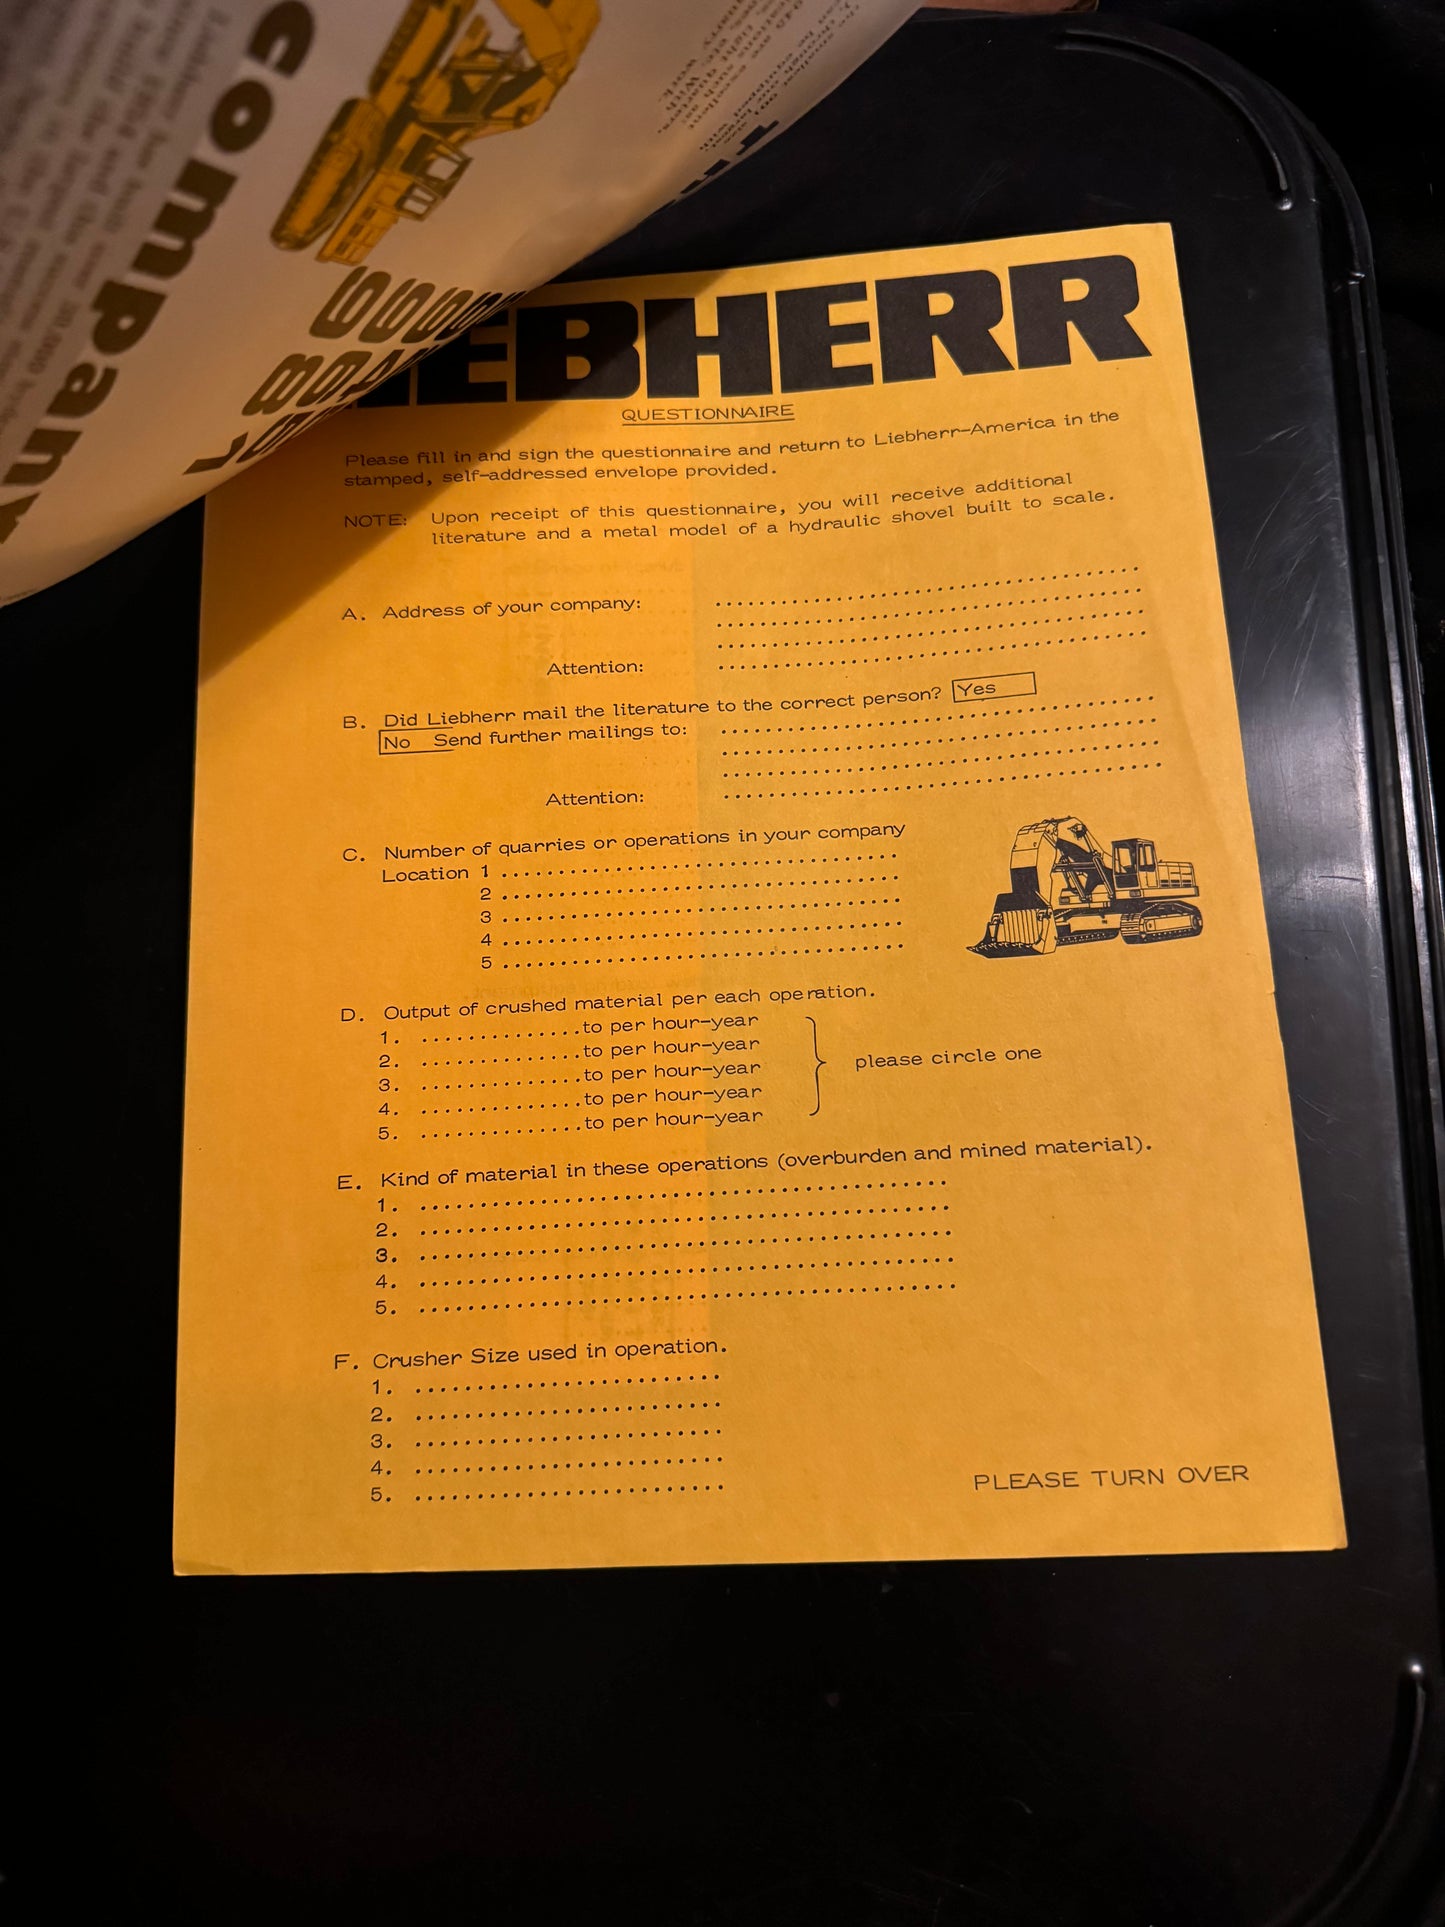 company
LIEBHERR
QUESTIONNAIRE
Please fill in and sign the questionnaire and return to Liebherr-America in the
stamped, self-addressed envelope provided.
NOTE: Upon receipt of this questionnaire, you will receive additional
literature and a metal model of a hydraulic shovel built to scale.
A. Address of your company:
Attention:
B. Did Liebherr mail the literature to the correct person? Yes
No Send further mailings to:
Attention:
C. Number of quarries or operations in your company
Location 1
2
3
4
5
D. Output of crushed material per each operation.
1. ..............to per hour-year
2. ..............to per hour-year
3. ..............to per hour-year please circle one
4. ..............to per hour-year
5. ..............to per hour-year
E. Kind of material in these operations (overburden and mined material).
1.
2.
3.
4.
5.
F. Crusher Size used in operation.
1.
2.
3.
4.
5.
PLEASE TURN OVER